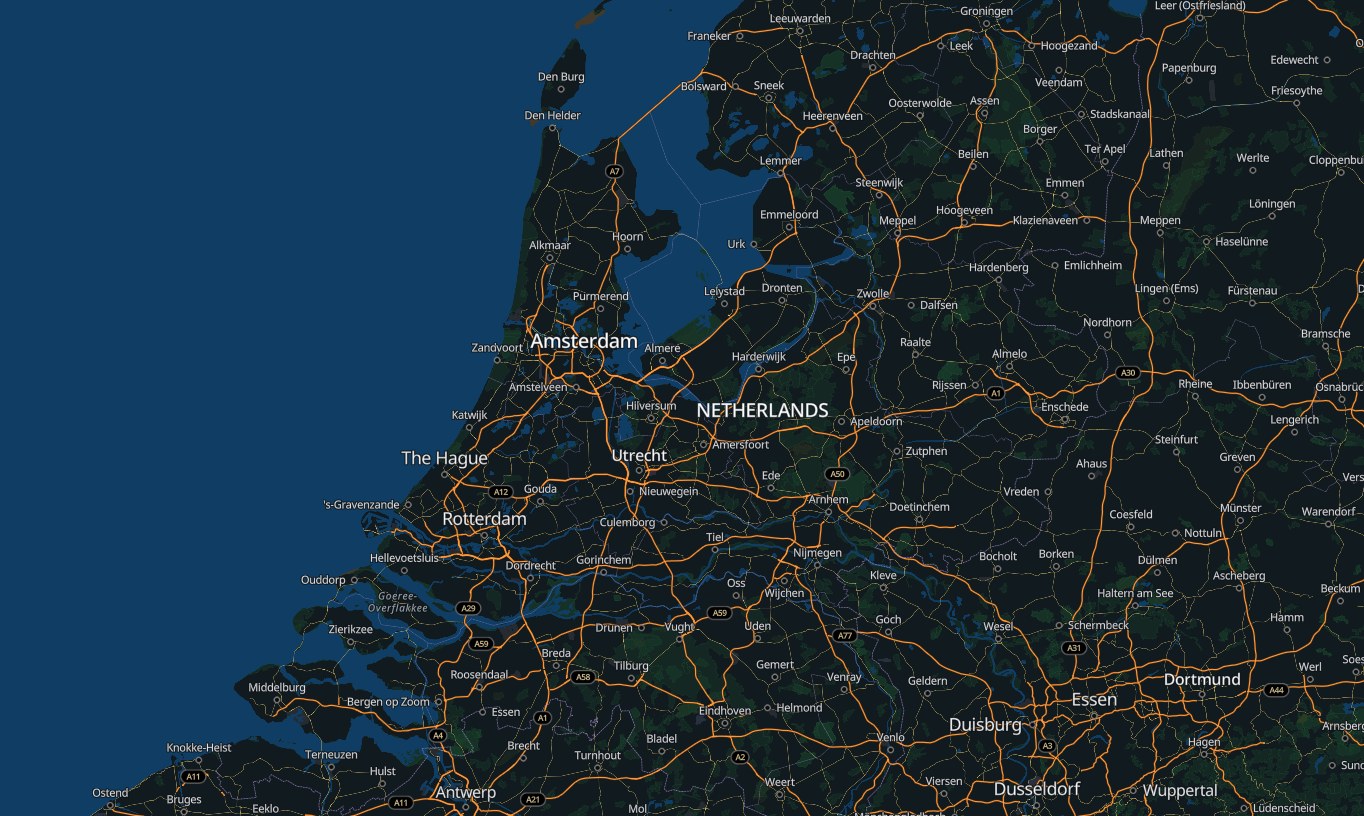 Leer (Ostfriesland)
Groningen
Leeuwarden
Franeker
Leek
Hoogezand
Drachten
Edewecht
Papenburg
Den Burg
Bolsward
Sneek
Veendam
Friesoythe
Oosterwolde
Assen
Den Helder
Heerenveen
Stadskanaal
Borger
Ter Apel
Lathen
Werlte
Cloppenbu
Lemmer
Beilen
A7
Steenwijk
Emmen
Löningen
Emmeloord
Meppel
Hoogeveen
Klazienaveen
Meppen
Hoorn
Alkmaar
Urk
Haselünne
Hardenberg
Emlichheim
Lelystad
Dronten
Zwolle
Lingen (Ems)
Fürstenau
Purmerend
Dalfsen
Nordhorn
Bramsche
Amsterdam
Zandvoort
Almere
Harderwijk
Epe
Raalte
Almelo
A30
Amstelveen
Rijssen
A1
Rheine
Ibbenbüren
Osnabrüc
Hilversum
NETHERLANDS
Enschede
Katwijk
Apeldoorn
Lengerich
Amersfoort
Steinfurt
The Hague
Utrecht
Zutphen
Greven
Ahaus
Ede
A50
A12
Gouda
Nieuwegein
Vreden
Vers
's-Gravenzande
Arnhem
Doetinchem
Münster
Warendorf
Rotterdam
Culemborg
Coesfeld
Nottuln
Tiel
Hellevoetsluis
Gorinchem
Nijmegen
Bocholt
Borken
Dülmen
Dordrecht
Ouddorp
Kleve
Ascheberg
Oss
Wijchen
Haltern am See
Beckum
Goeree-
Overflakkee
A29
A59
Goch
Hamm
Zierikzee
Drunen
Vught
Uden
Wesel
Schermbeck
A77
A59
A31
Breda
Tilburg
Gemert
Werl
Soes
Roosendaal
A58
Venray
Geldern
Dortmund
Middelburg
A44
Bergen op Zoom
Essen
Essen
Eindhoven
Helmond
A1
Duisburg
Arnsberg
A4
Venlo
Knokke-Heist
Brecht
Bladel
A3
Hagen
Terneuzen
Turnhout
A2
Sund
Hulst
A11
Weert
Viersen
Ostend
Antwerp
Dusseldorf
Wuppertal
Bruges
A11
A21
Eeklo
Mol
Lüdenscheid